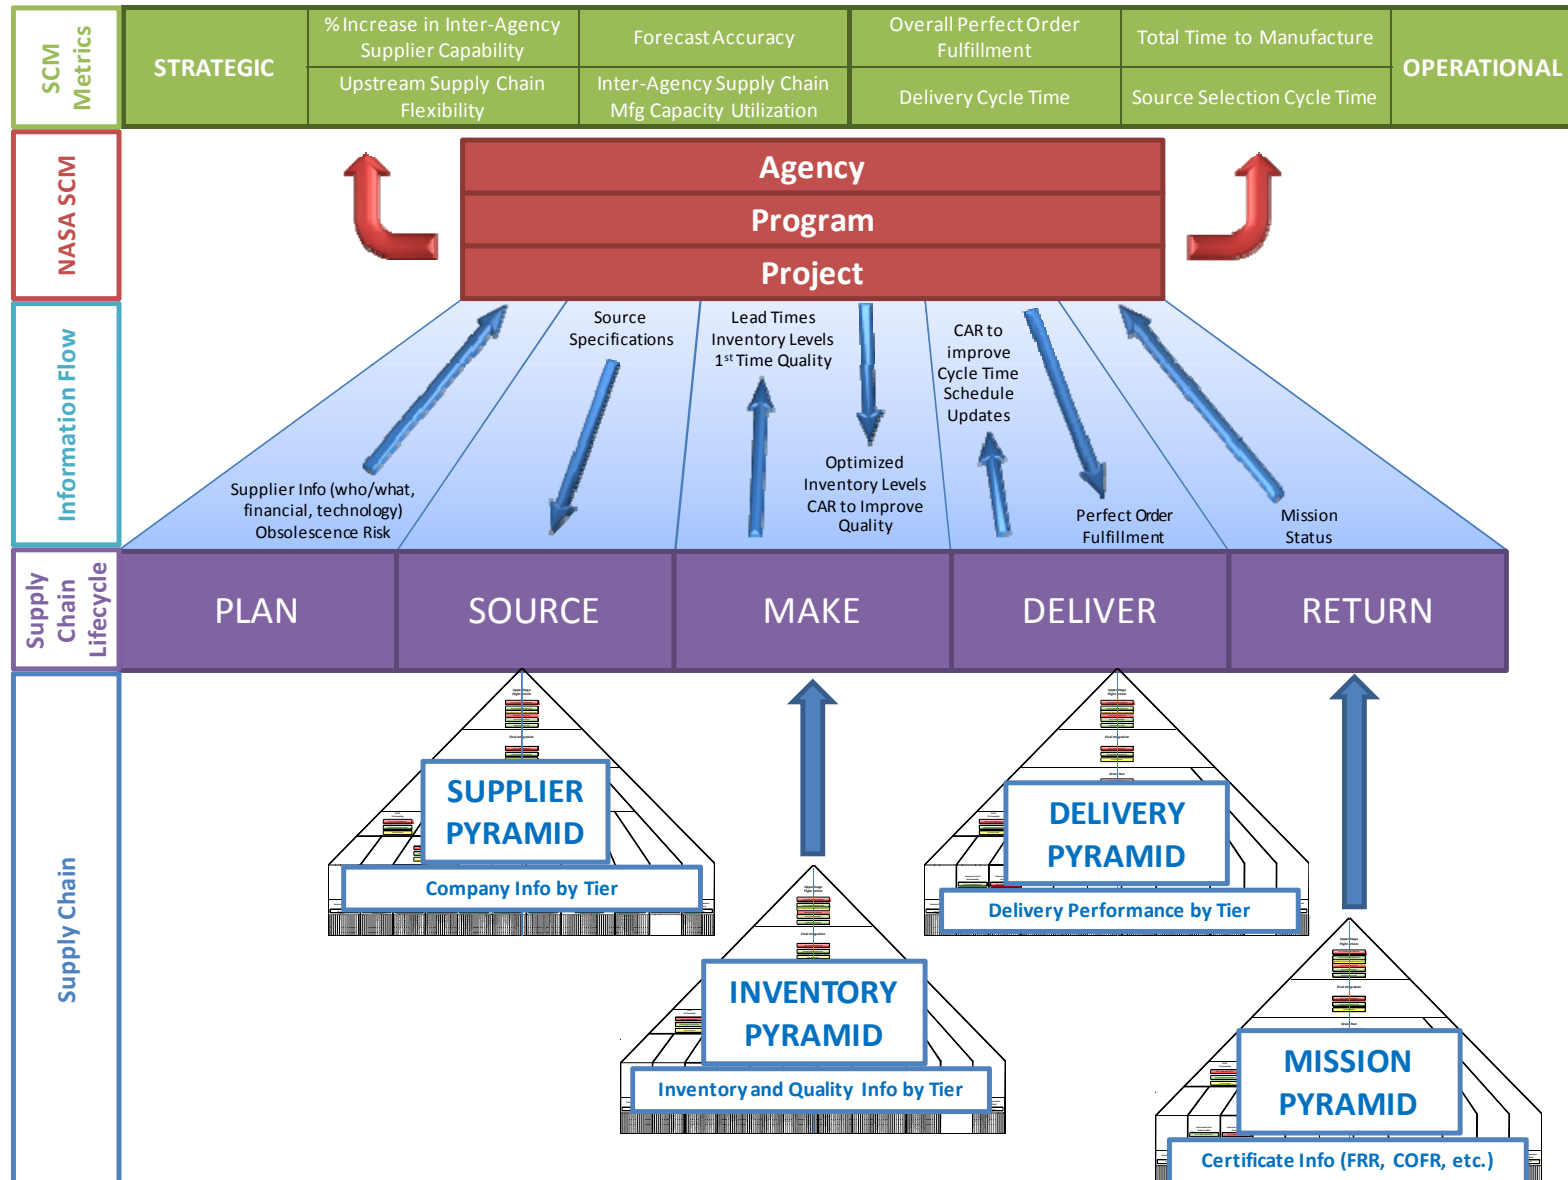 SCM
Metrics
STRATEGIC
% Increase in Inter-Agency
Supplier Capability
Forecast Accuracy
Overall Perfect Order
Fulfillment
Total Time to Manufacture
Upstream Supply Chain
Flexibility
Inter-Agency Supply Chain
Mfg Capacity Utilization
Delivery Cycle Time
Source Selection Cycle Time
OPERATIONAL
NASA SCM
Agency
Program
Project
Information Flow
Supplier Info (who/what,
financial, technology)
Obsolescence Risk
Source
Specifications
Lead Times
Inventory Levels
1st Time Quality
Optimized
Inventory Levels
CAR to Improve
Quality
CAR to
improve
Cycle Time
Schedule
Updates
Perfect Order
Fulfillment
Mission
Status
Supply
Chain
Lifecycle
PLAN
SOURCE
MAKE
DELIVER
RETURN
Supply Chain
SUPPLIER
PYRAMID
Company Info by Tier
INVENTORY
PYRAMID
Inventory and Quality Info by Tier
DELIVERY
PYRAMID
Delivery Performance by Tier
MISSION
PYRAMID
Certificate Info (FRR, COFR, etc.)